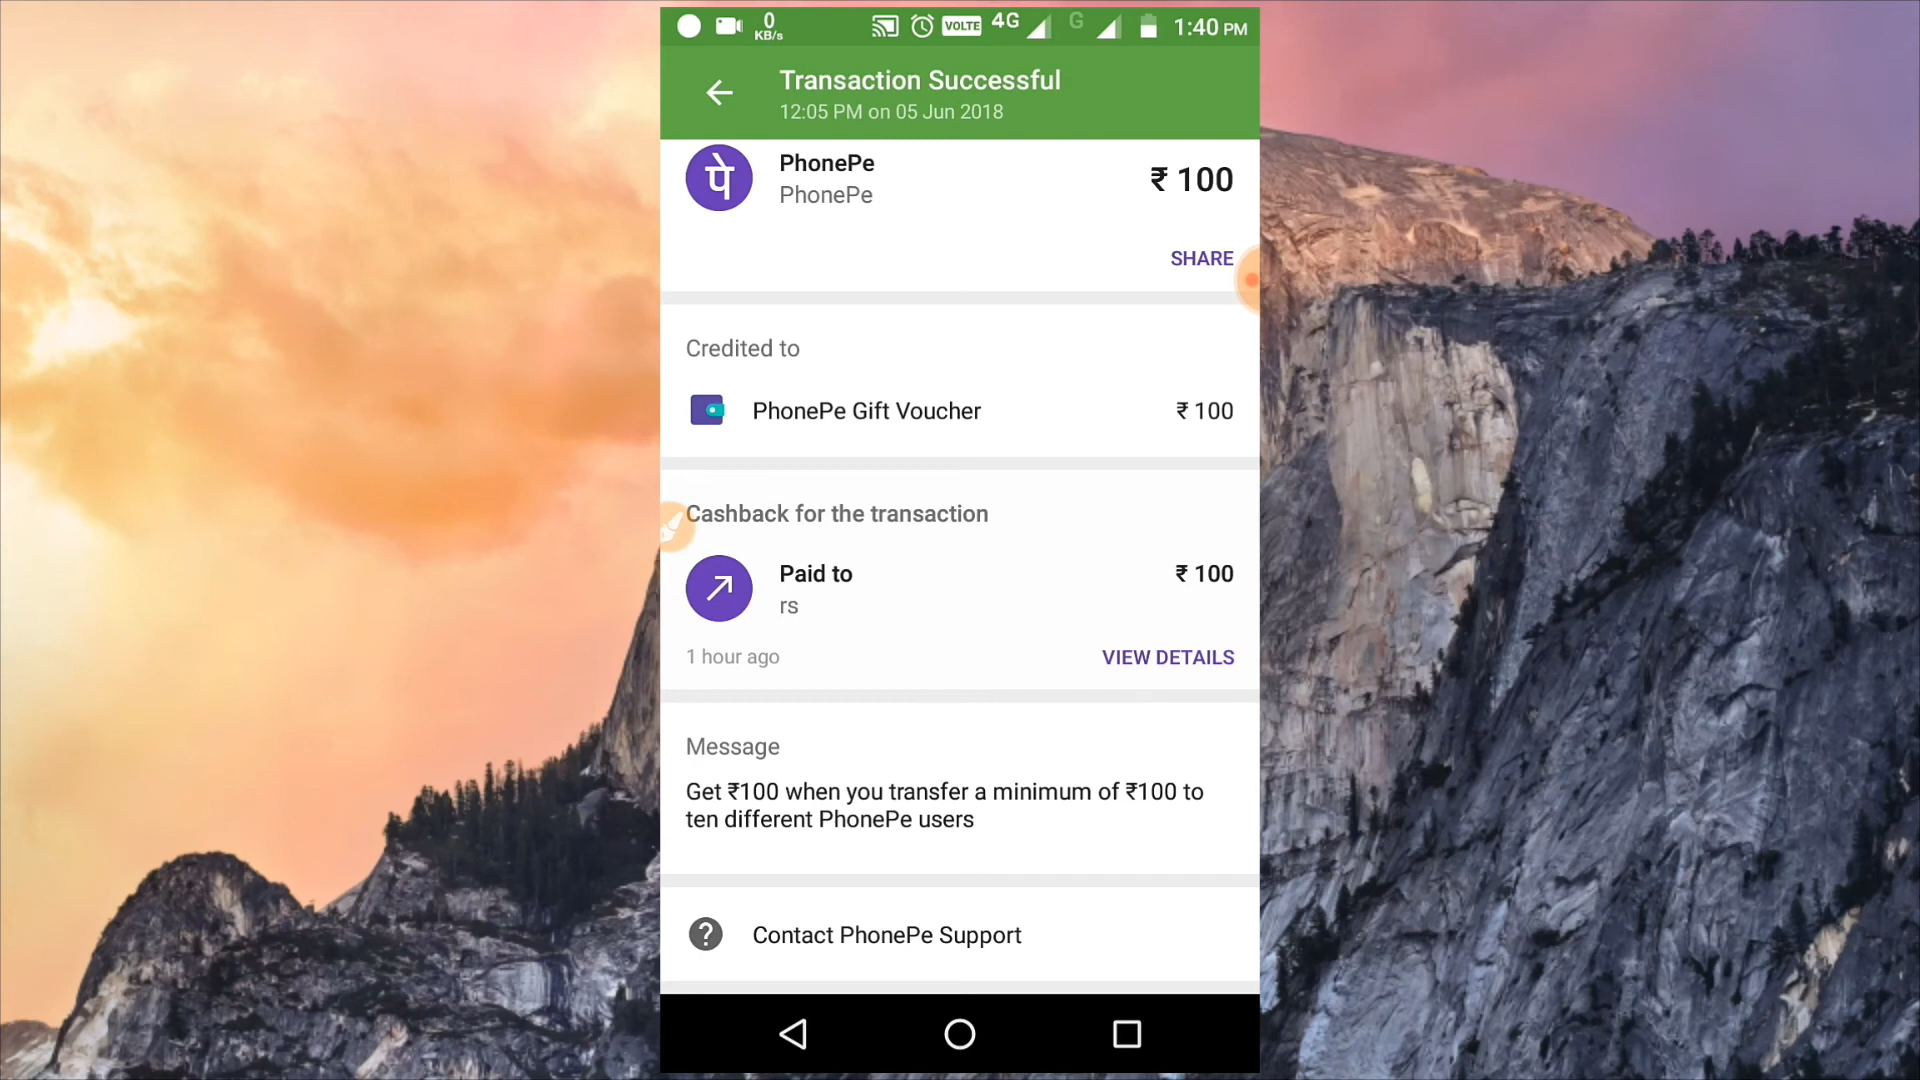 0
KB/s
VOLTE 4G G 1:40 PM
Transaction Successful
12:05 PM on 05 Jun 2018
पे
PhonePe
₹ 100
PhonePe
SHARE
Credited to
PhonePe Gift Voucher
₹ 100
Cashback for the transaction
Paid to
₹ 100
rs
1 hour ago
VIEW DETAILS
Message
Get ₹100 when you transfer a minimum of ₹100 to
ten different PhonePe users
? Contact PhonePe Support